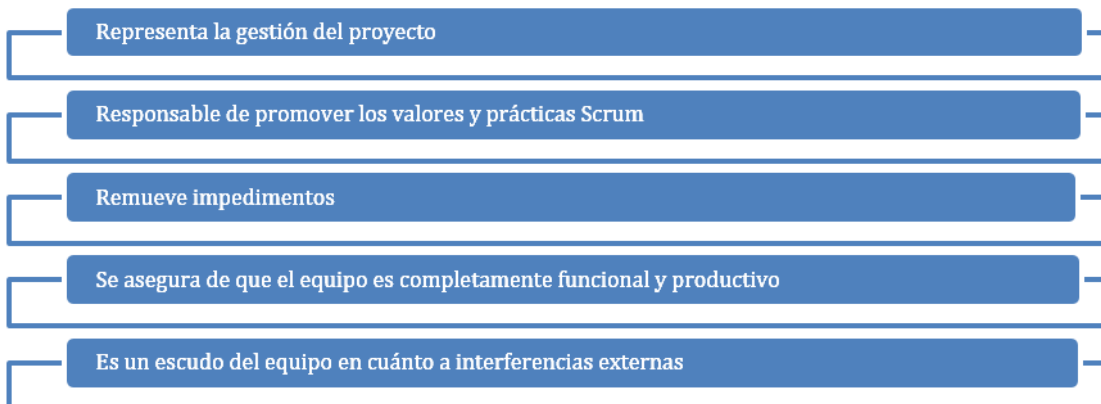 Representa la gestión del proyecto
Responsable de promover los valores y prácticas Scrum
Remueve impedimentos
Se asegura de que el equipo es completamente funcional y productivo
Es un escudo del equipo en cuánto a interferencias externas